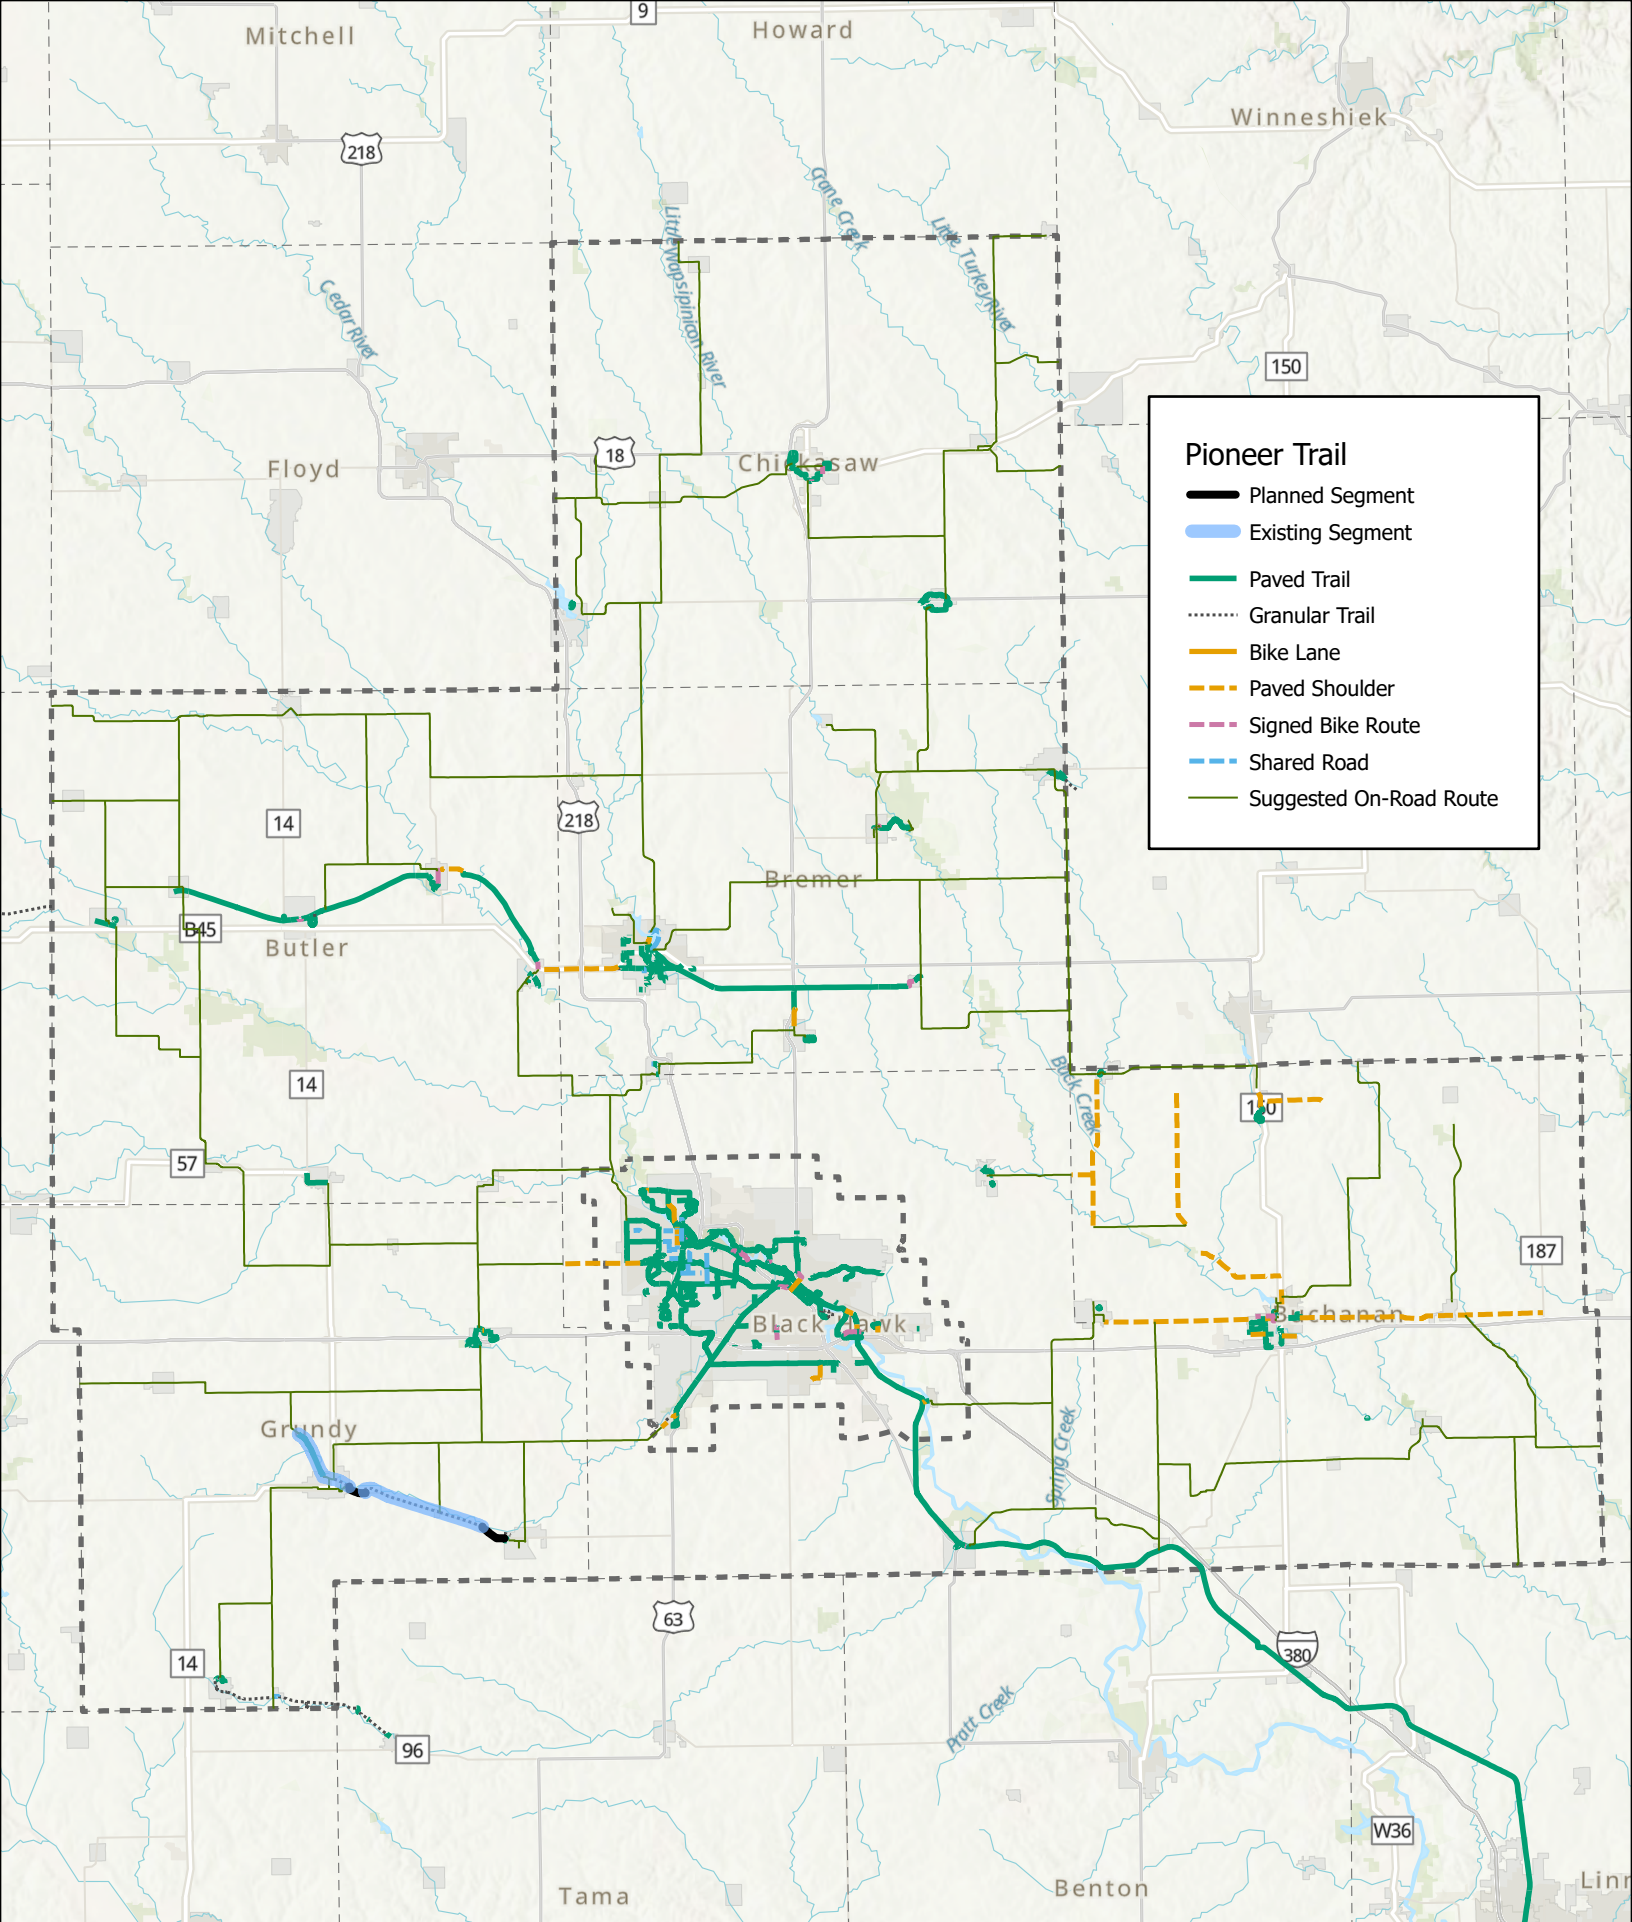 9
Mitchell
Howard
Winneshiek
218
Crane Creek
Little Wapsipinicon River
Little Turkey River
Cedar River
150
18
Floyd
Chickasaw
Pioneer Trail
Planned Segment
Existing Segment
Paved Trail
Granular Trail
Bike Lane
Paved Shoulder
Signed Bike Route
Shared Road
Suggested On-Road Route
14
218
Bremer
B45
Butler
14
Buck Creek
150
57
187
Black Hawk
Buchanan
Grundy
Spring Creek
63
14
380
Pratt Creek
96
W36
Tama
Benton
Linn